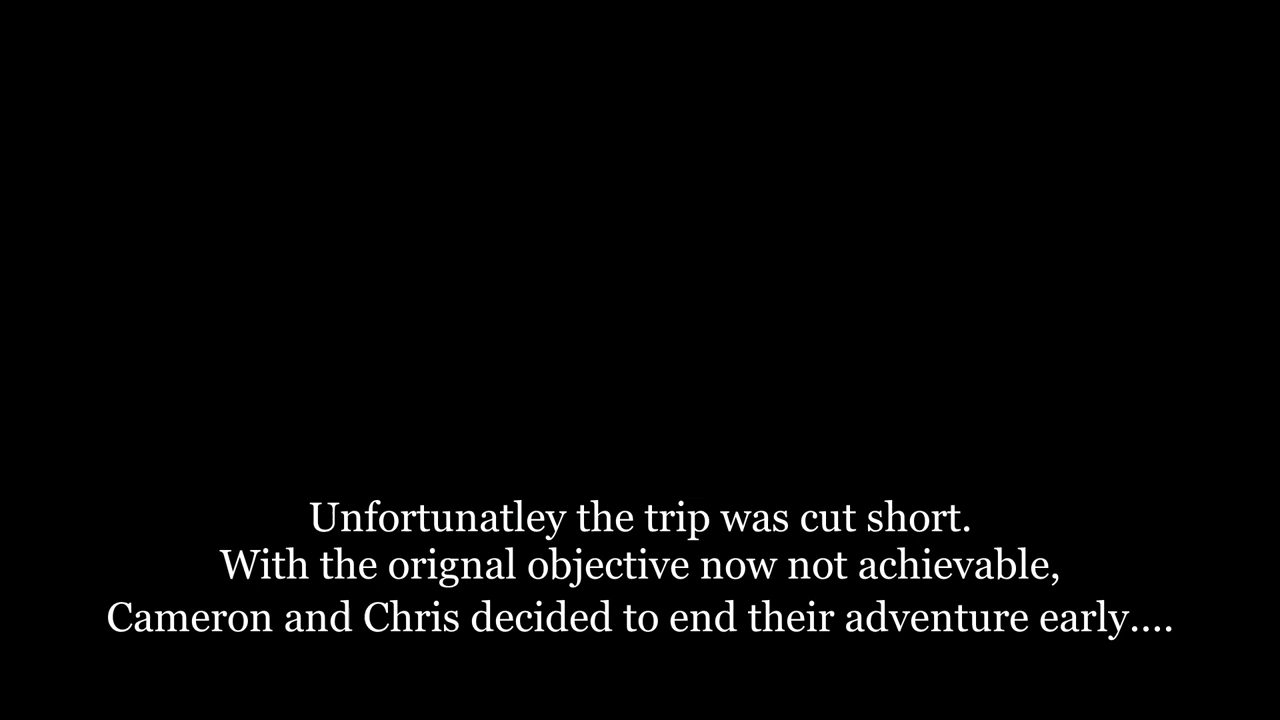 Unfortunatley the trip was cut short.
With the orignal objective now not achievable,
Cameron and Chris decided to end their adventure early....